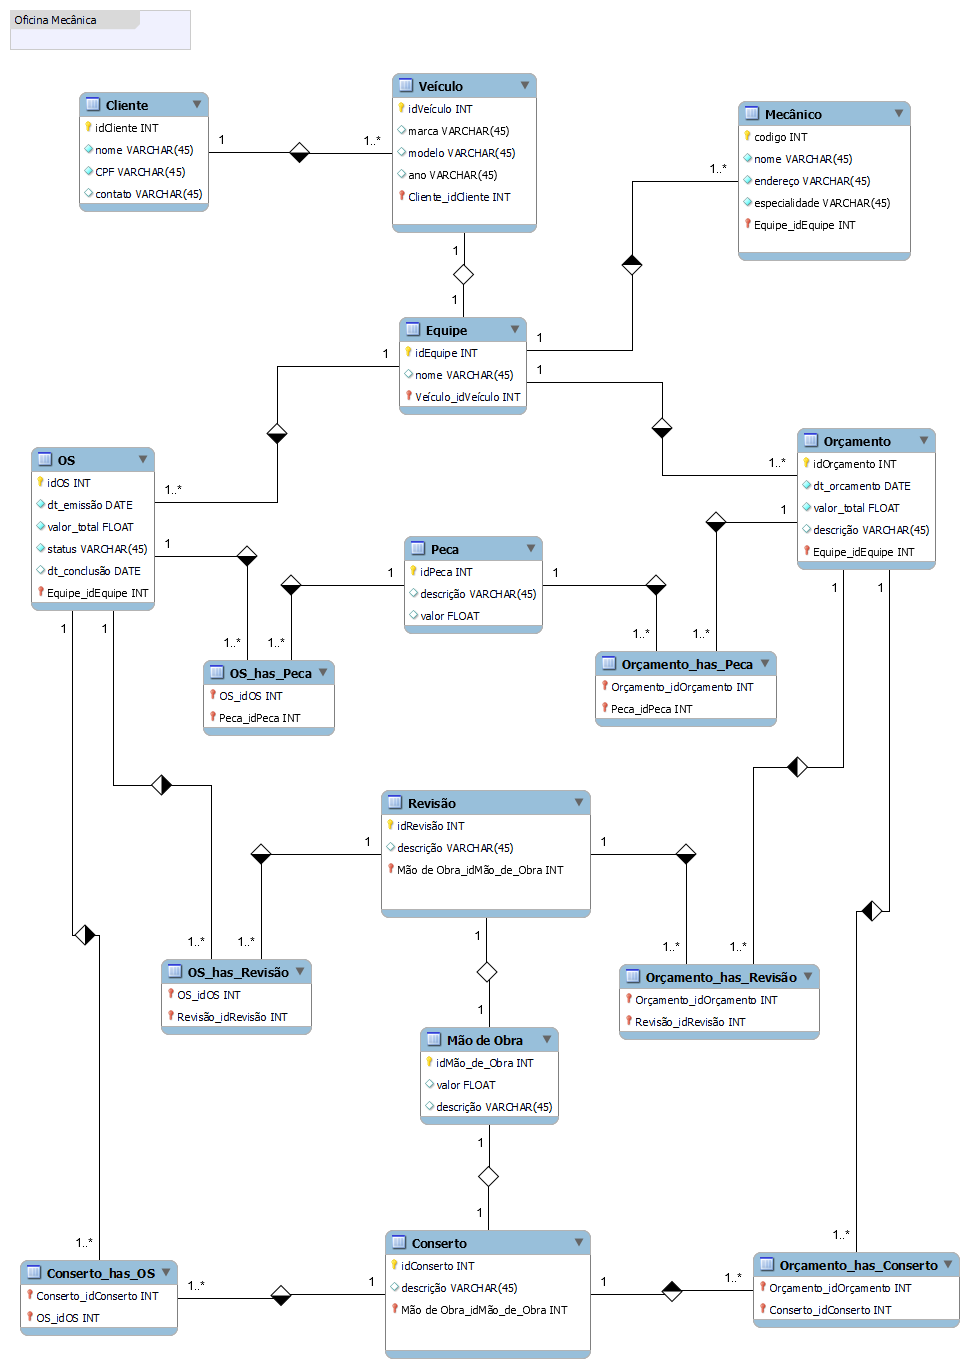 Oficina Mecânica
Cliente
idCliente INT
nome VARCHAR(45)
CPF VARCHAR(45)
contato VARCHAR(45)
1
1..*
Veículo
idVeículo INT
marca VARCHAR(45)
modelo VARCHAR(45)
ano VARCHAR(45)
Cliente_idCliente INT
Mecânico
codigo INT
nome VARCHAR(45)
endereço VARCHAR(45)
especialidade VARCHAR(45)
Equipe_idEquipe INT
1..*
1
1
Equipe
idEquipe INT
nome VARCHAR(45)
Veículo_idVeículo INT
1
1
1
1..*
1..*
OS
idOS INT
dt_emissão DATE
valor_total FLOAT
status VARCHAR(45)
dt_conclusão DATE
Equipe_idEquipe INT
Orçamento
idOrçamento INT
dt_orcamento DATE
valor_total FLOAT
descrição VARCHAR(45)
Equipe_idEquipe INT
1
1
Peca
idPeca INT
descrição VARCHAR(45)
valor FLOAT
1
1
1
1
1
1
1..*
1..*
1..*
1..*
OS_has_Peca
OS_idOS INT
Peca_idPeca INT
Orçamento_has_Peca
Orçamento_idOrçamento INT
Peca_idPeca INT
Revisão
idRevisão INT
descrição VARCHAR(45)
Mão de Obra_idMão_de_Obra INT
1
1
1..*
1..*
1..*
1..*
1
OS_has_Revisão
OS_idOS INT
Revisão_idRevisão INT
Orçamento_has_Revisão
Orçamento_idOrçamento INT
Revisão_idRevisão INT
1
Mão de Obra
idMão_de_Obra INT
valor FLOAT
descrição VARCHAR(45)
1
1
1..*
1..*
Conserto_has_OS
Conserto_idConserto INT
OS_idOS INT
1..*
1
Conserto
idConserto INT
descrição VARCHAR(45)
Mão de Obra_idMão_de_Obra INT
1
1..*
Orçamento_has_Conserto
Orçamento_idOrçamento INT
Conserto_idConserto INT